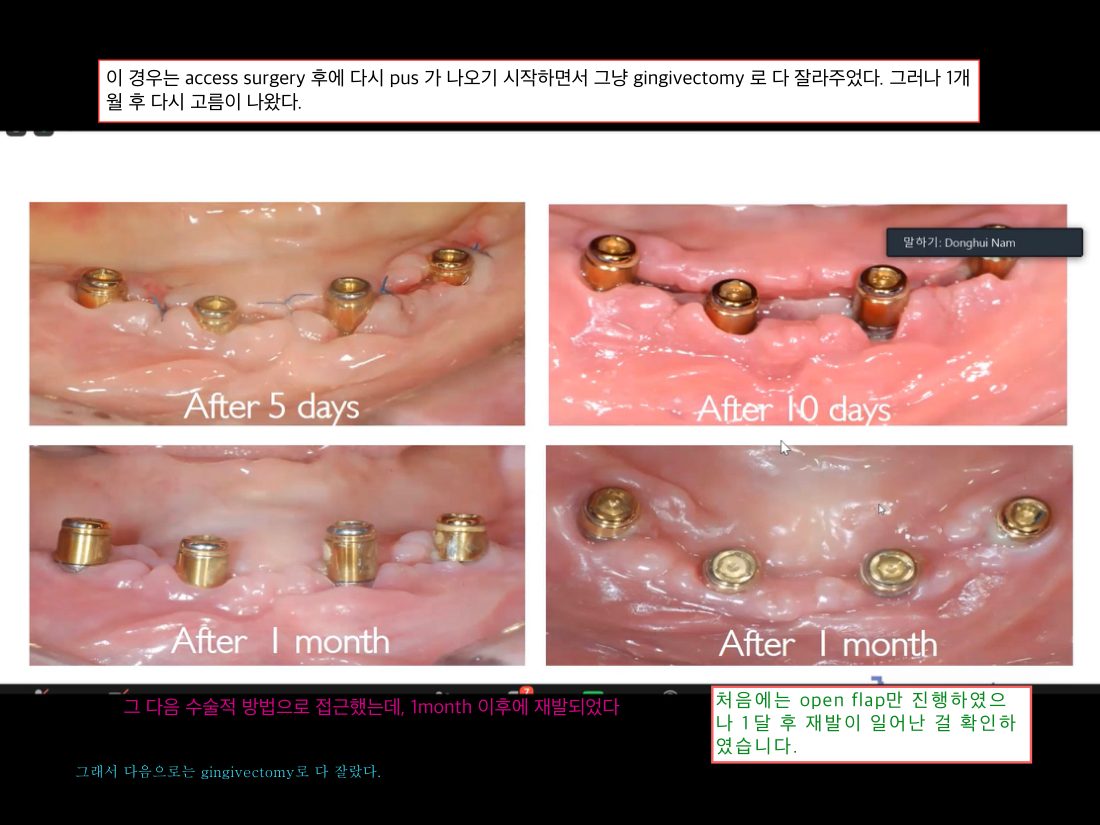 이 경우는 access surgery 후에 다시 pus 가 나오기 시작하면서 그냥 gingivectomy 로 다 잘라주었다. 그러나 1개
월 후 다시 고름이 나왔다.
말하기: Donghui Nam
After 5 days
After 10 days
After 1 month
After 1 month
7
그 다음 수술적 방법으로 접근했는데, 1month 이후에 재발되었다
처음에는 open flap만 진행하였으
나 1달 후 재발이 일어난 걸 확인하
였습니다.
그래서 다음으로는 gingivectomy로 다 잘랐다.